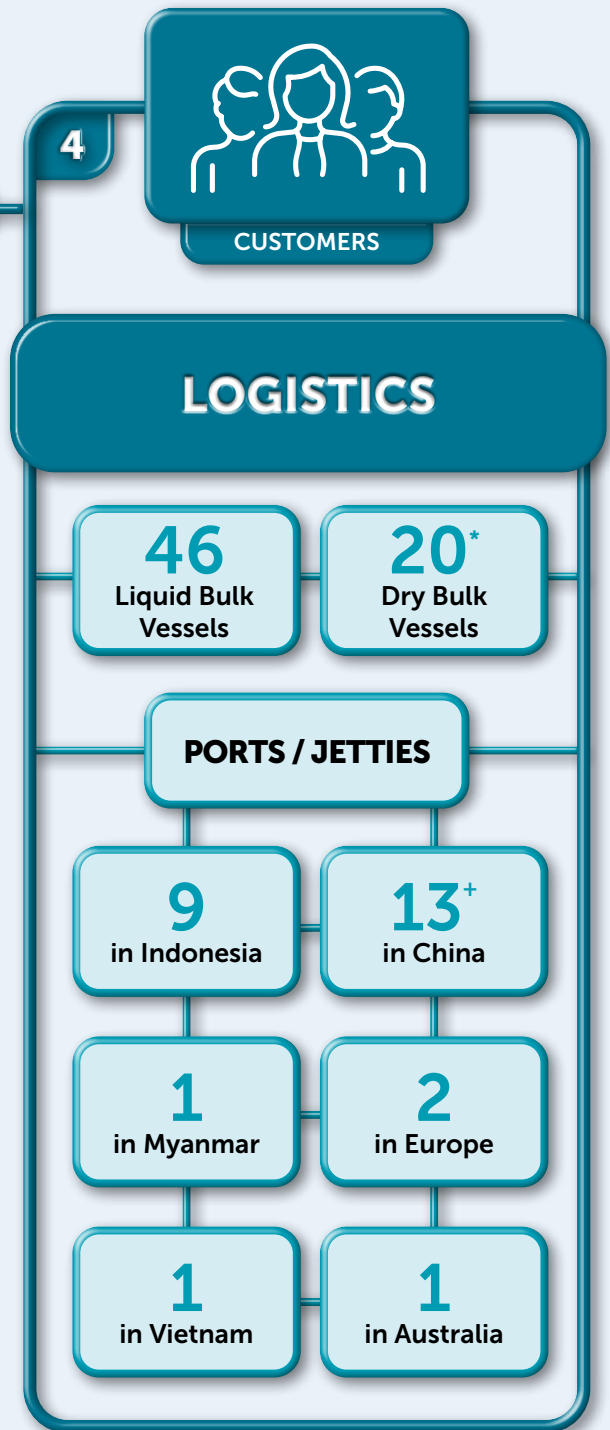 4
CUSTOMERS
LOGISTICS
46
Liquid Bulk
Vessels
20*
Dry Bulk
Vessels
PORTS / JETTIES
9
in Indonesia
13+
in China
1
in Myanmar
2
in Europe
1
in Vietnam
1
in Australia